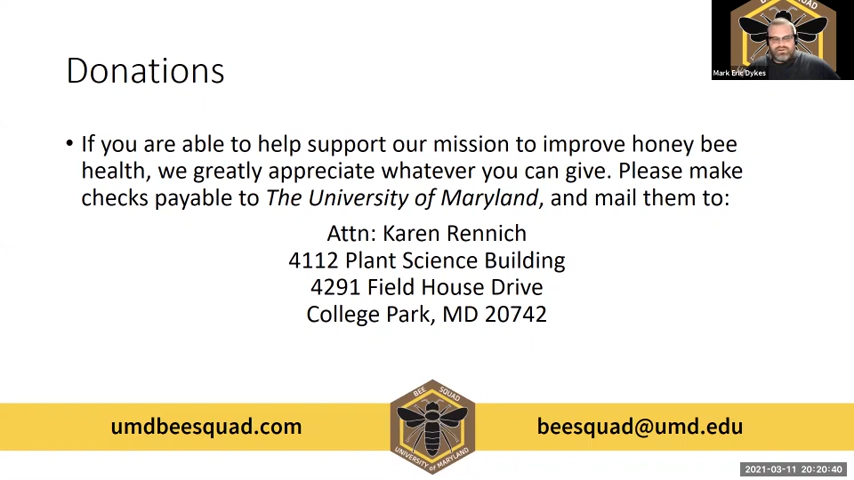 Donations
• If you are able to help support our mission to improve honey bee
health, we greatly appreciate whatever you can give. Please make
checks payable to The University of Maryland, and mail them to:
Attn: Karen Rennich
4112 Plant Science Building
4291 Field House Drive
College Park, MD 20742
Mark Eric Dykes
umdbeesquad.com
BEE SQUAD
UNIVERSITY of MARYLAND
beesquad@umd.edu
2021-03-11 20:20:40